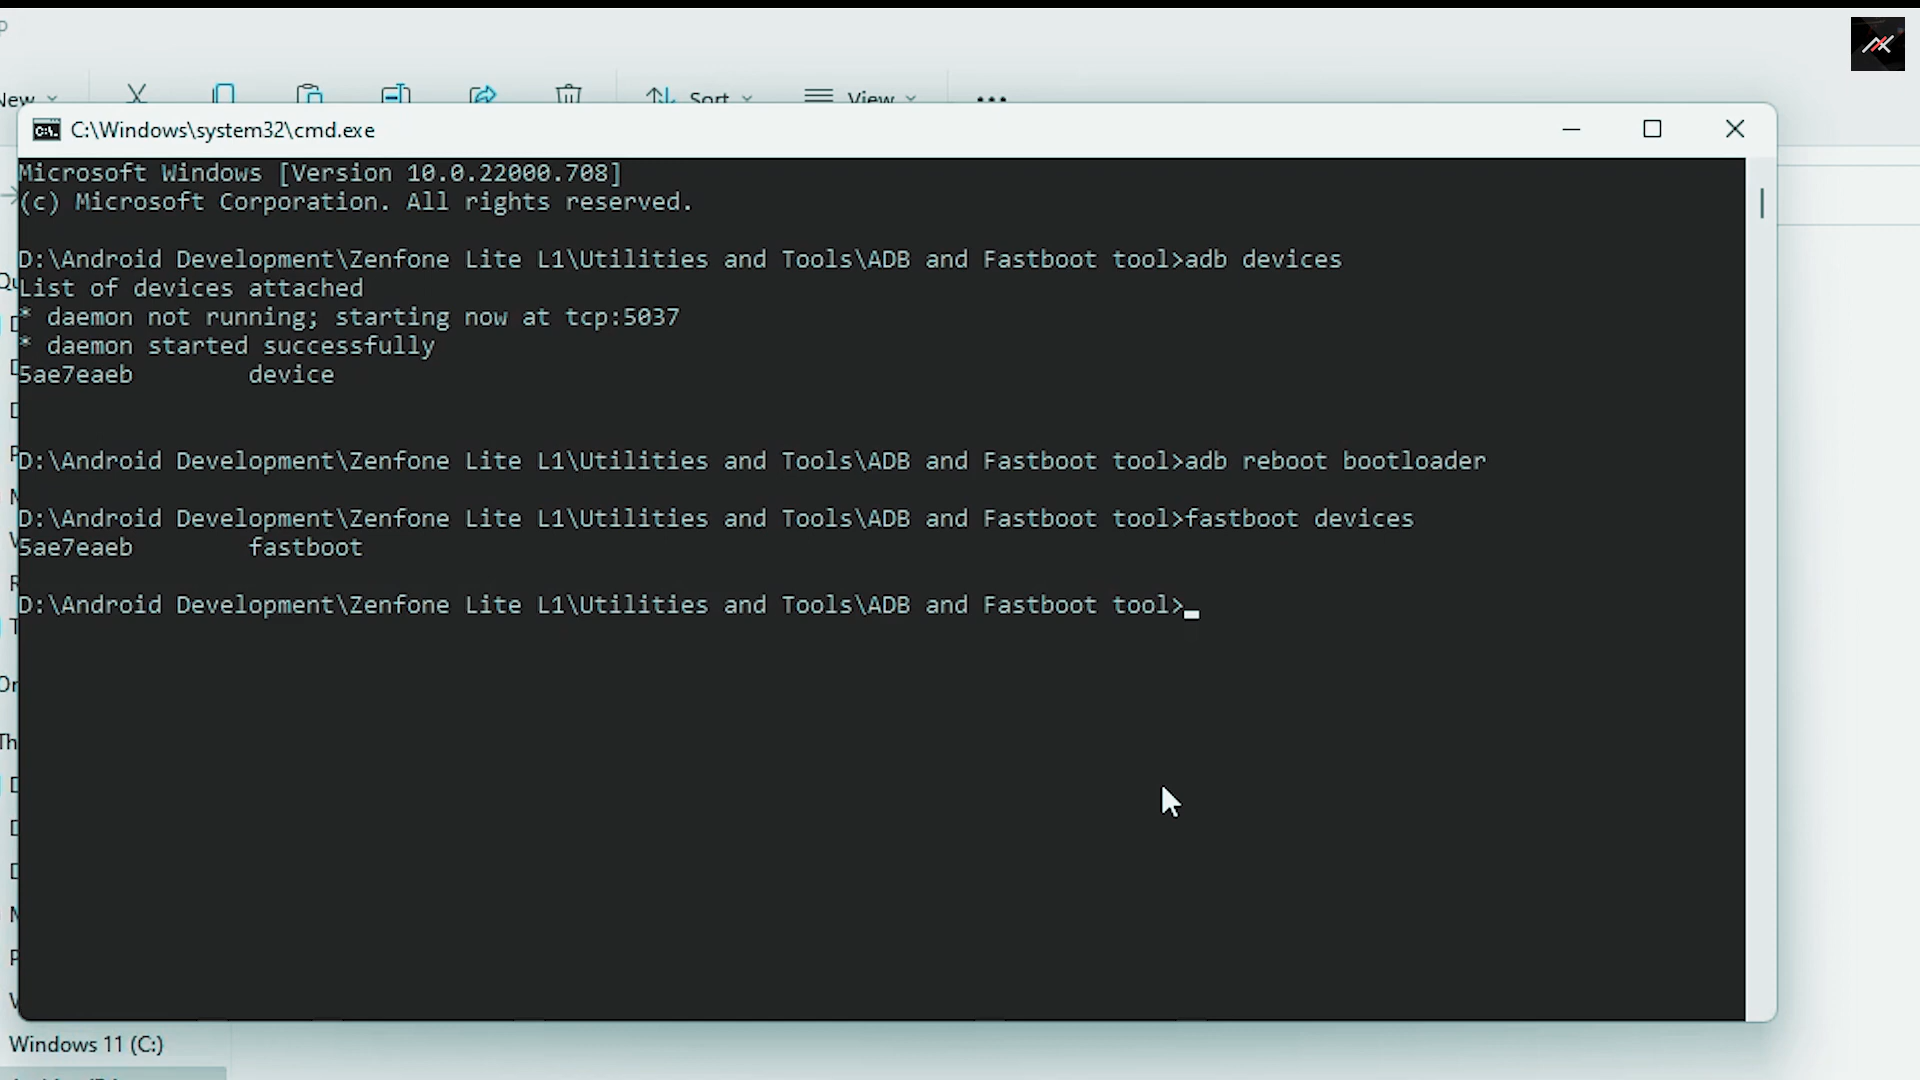 New
Sort
View
C:\Windows\system32\cmd.exe
Microsoft Windows [Version 10.0.22000.708]
(c) Microsoft Corporation. All rights reserved.
D:\Android Development\Zenfone Lite L1\Utilities and Tools\ADB and Fastboot tool>adb devices
List of devices attached
* daemon not running; starting now at tcp:5037
* daemon started successfully
5ae7eaeb device
D:\Android Development\Zenfone Lite L1\Utilities and Tools\ADB and Fastboot tool>adb reboot bootloader
D:\Android Development\Zenfone Lite L1\Utilities and Tools\ADB and Fastboot tool>fastboot devices
5ae7eaeb fastboot
D:\Android Development\Zenfone Lite L1\Utilities and Tools\ADB and Fastboot tool>
Windows 11 (C:)